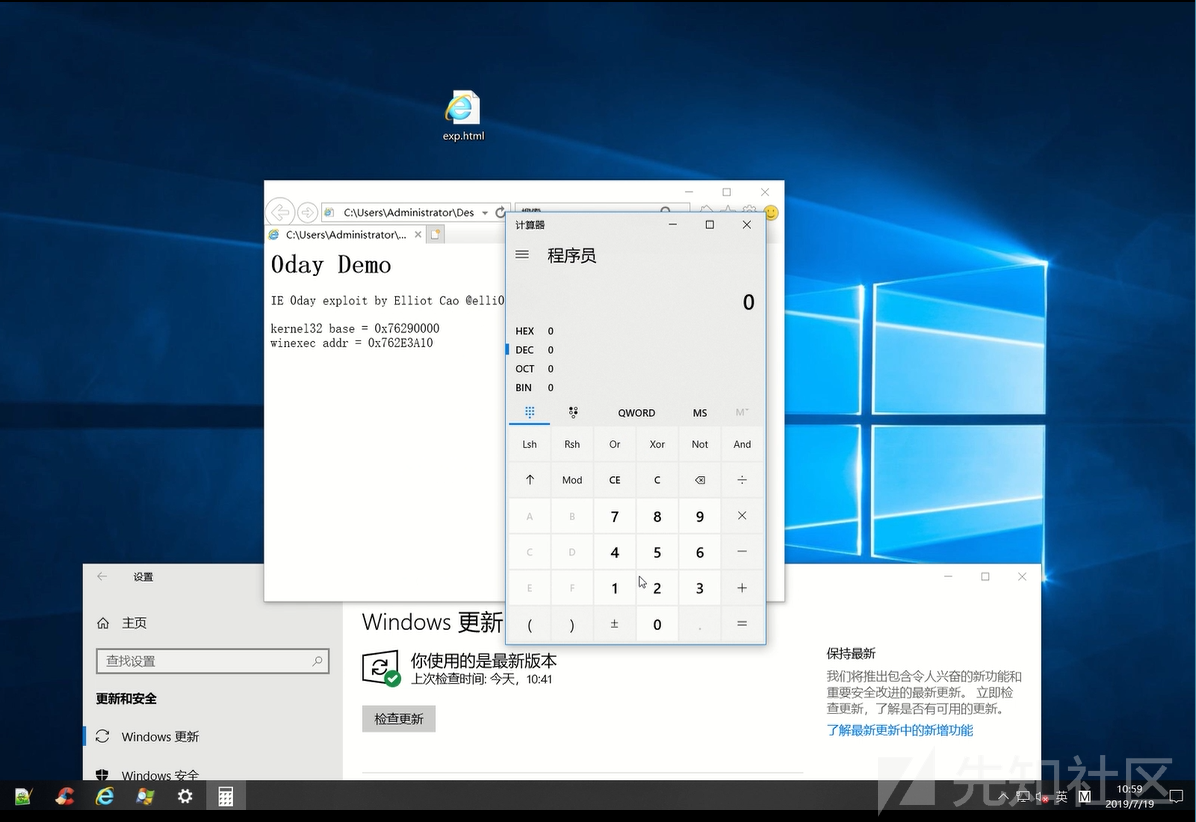 exp.html
C:\Users\Administrator\Des
C:\Users\Administrator\...
0day Demo
IE 0day exploit by Elliot Cao @elli0
kernel32 base = 0x76290000
winexec addr = 0x762E3A10
计算器
程序员
0
HEX 0
DEC 0
OCT 0
BIN 0
QWORD MS M˅
Lsh Rsh Or Xor Not And
↑ Mod CE C ⌫ ÷
A B 7 8 9 ×
C D 4 5 6 −
E F 1 2 3 +
( ) ± 0 . =
设置
主页
查找设置
更新和安全
Windows 更新
Windows 安全
Windows 更新
你使用的是最新版本
上次检查时间: 今天，10:41
检查更新
保持最新
我们将推出包含令人兴奋的新功能和
重要安全改进的最新更新。 立即检
查更新，了解是否有可用的更新。
了解最新更新中的新增功能
先知社区
英 M
10:59
2019/7/19